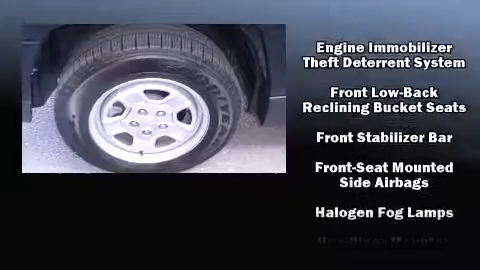 Engine Immobilizer
Theft Deterrent System
Front Low-Back
Reclining Bucket Seats
Front Stabilizer Bar
Front-Seat Mounted
Side Airbags
Halogen Fog Lamps